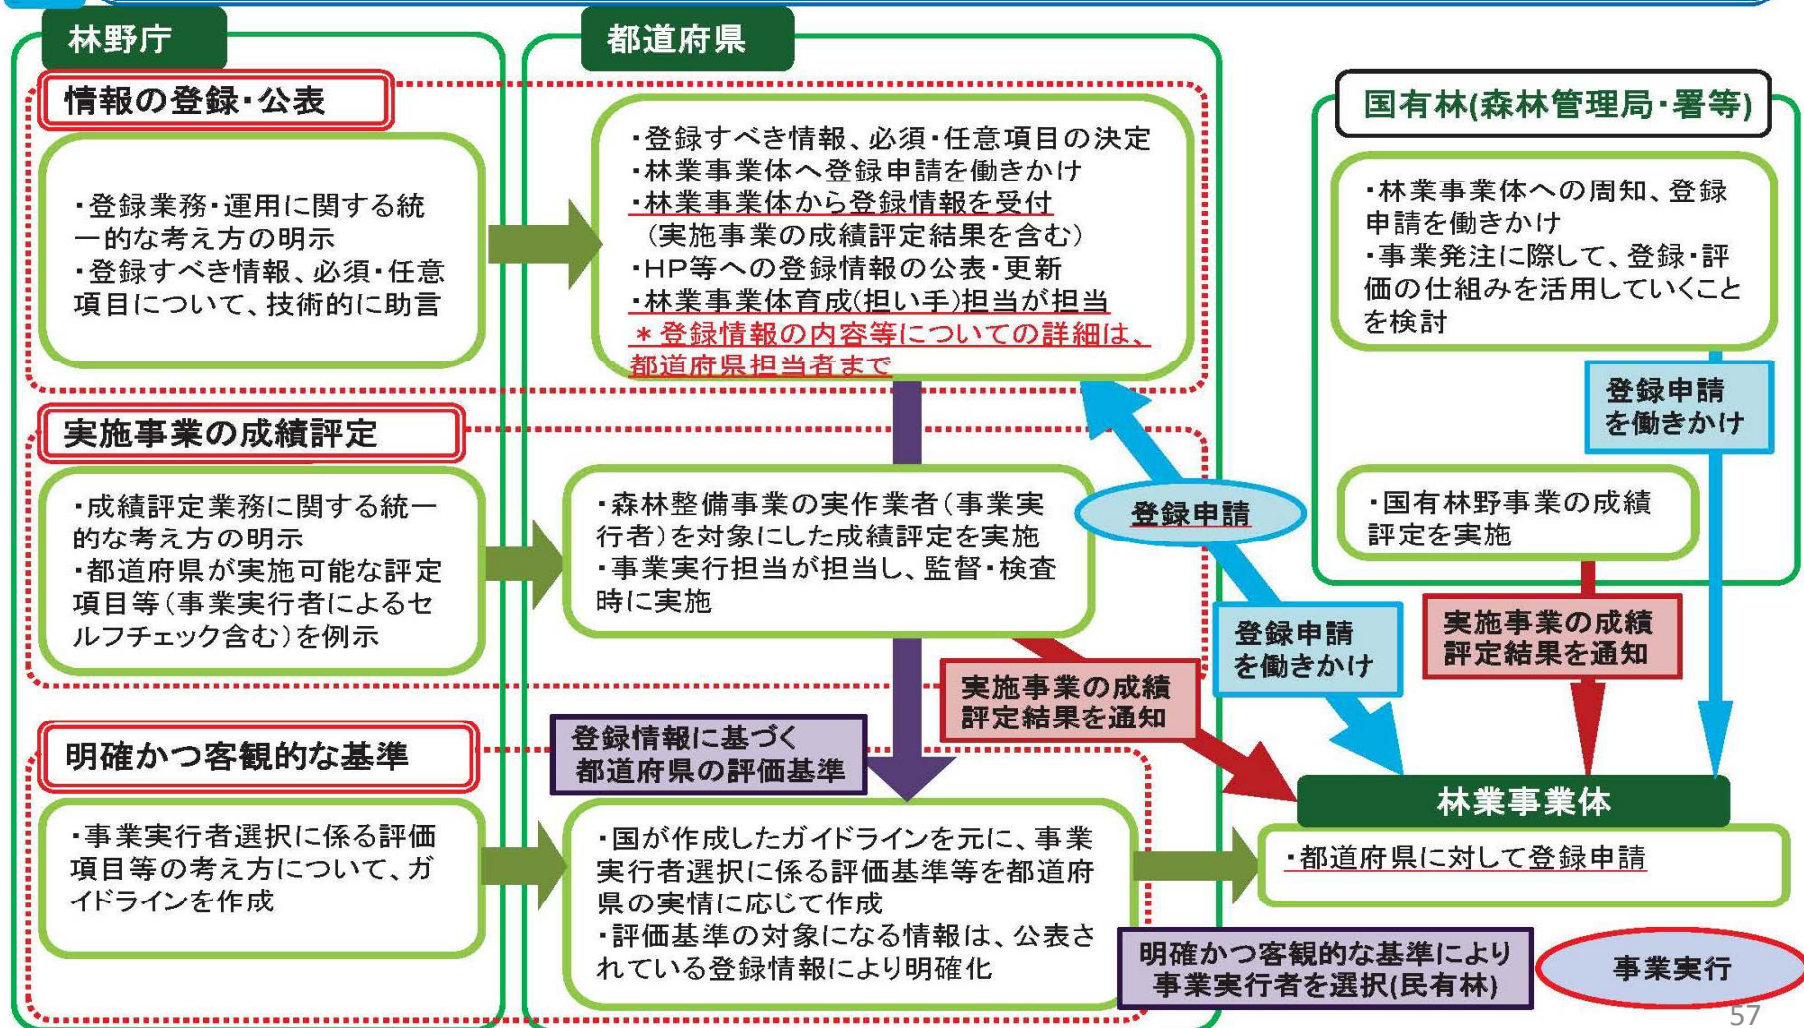 林野庁
都道府県
情報の登録・公表
・登録業務・運用に関する統
一的な考え方の明示
・登録すべき情報、必須・任意
項目について、技術的に助言
・登録すべき情報、必須・任意項目の決定
・林業事業体へ登録申請を働きかけ
・林業事業体から登録情報を受付
（実施事業の成績評定結果を含む）
・HP等への登録情報の公表・更新
・林業事業体育成(担い手)担当が担当
＊登録情報の内容等についての詳細は、
都道府県担当者まで
国有林(森林管理局・署等)
・林業事業体への周知、登録
申請を働きかけ
・事業発注に際して、登録・評
価の仕組みを活用していくこと
を検討
登録申請
を働きかけ
実施事業の成績評定
・成績評定業務に関する統一
的な考え方の明示
・都道府県が実施可能な評定
項目等（事業実行者によるセ
ルフチェック含む）を例示
・森林整備事業の実作業者（事業実
行者）を対象にした成績評定を実施
・事業実行担当が担当し、監督・検査
時に実施
登録申請
・国有林野事業の成績
評定を実施
登録申請
を働きかけ
実施事業の成績
評定結果を通知
実施事業の成績
評定結果を通知
明確かつ客観的な基準
登録情報に基づく
都道府県の評価基準
・事業実行者選択に係る評価
項目等の考え方について、ガ
イドラインを作成
・国が作成したガイドラインを元に、事業
実行者選択に係る評価基準等を都道府
県の実情に応じて作成
・評価基準の対象になる情報は、公表さ
れている登録情報により明確化
林業事業体
・都道府県に対して登録申請
明確かつ客観的な基準により
事業実行者を選択(民有林)
事業実行
57